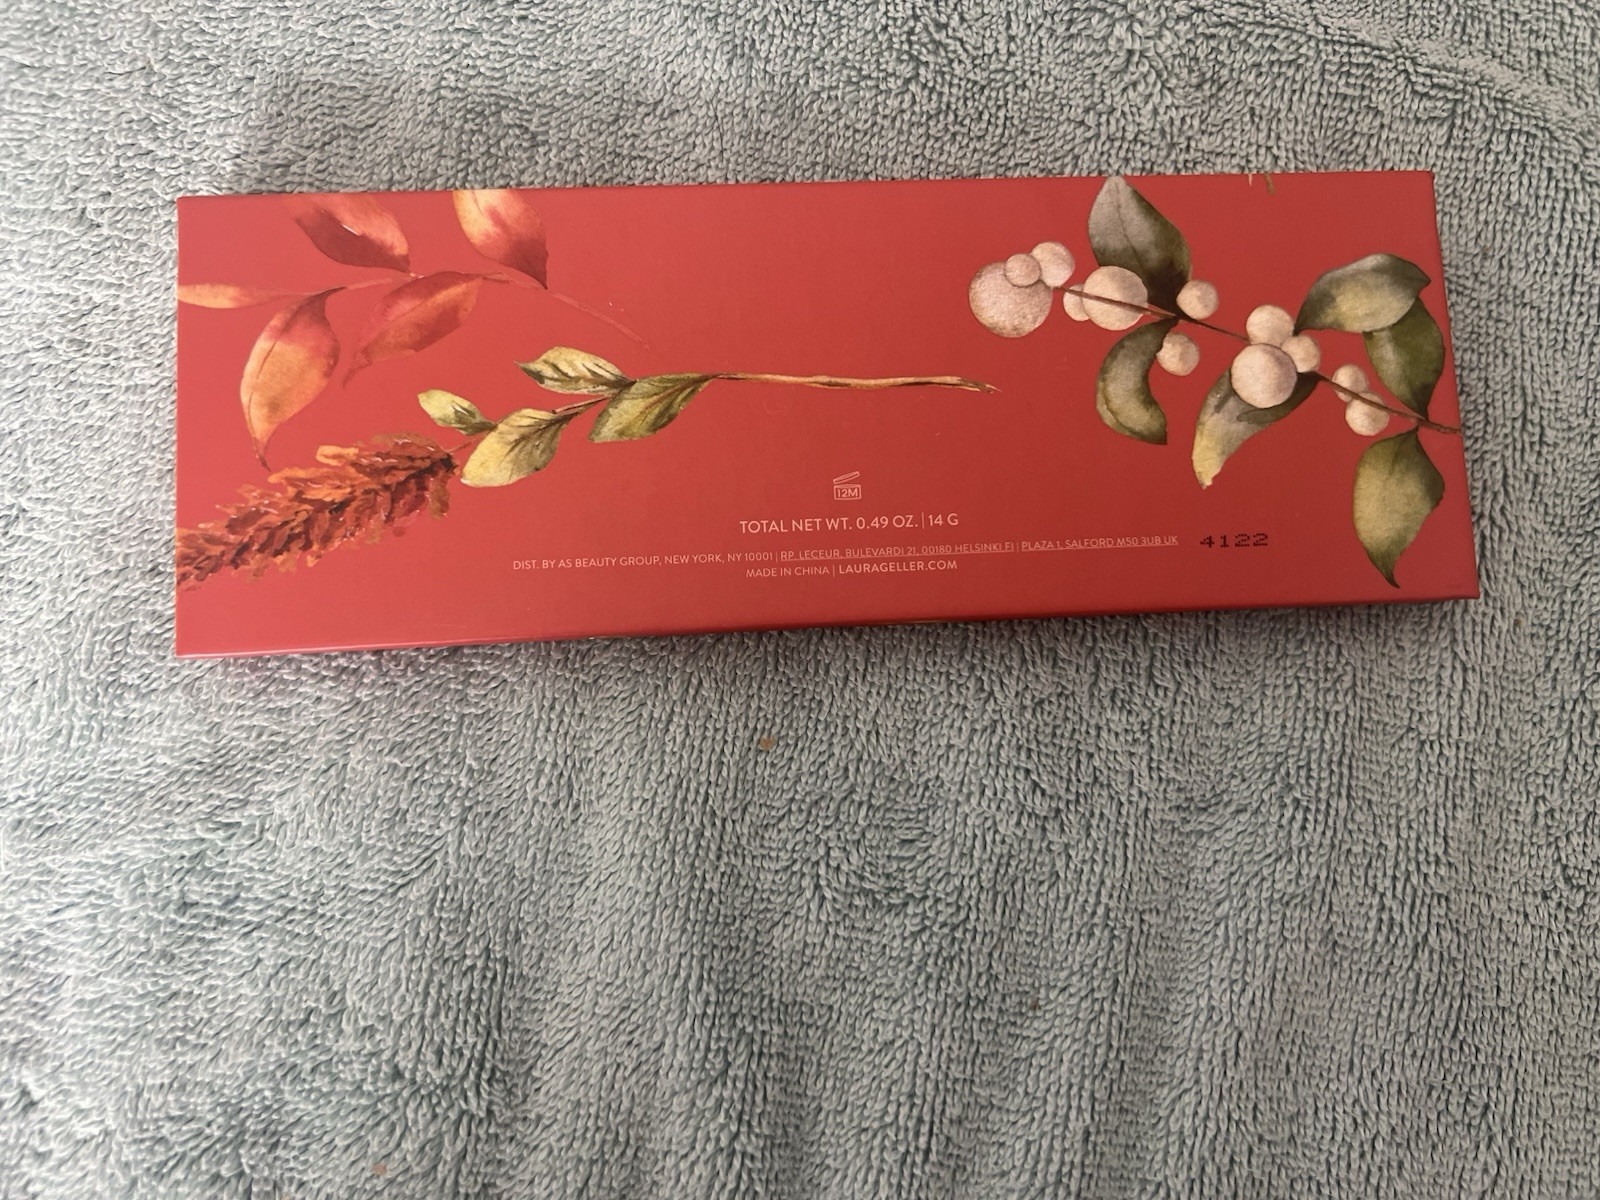 12M
TOTAL NET WT. 0.49 OZ. | 14 G
DIST. BY AS BEAUTY GROUP, NEW YORK, NY 10001 | RP. LECEUR, BULEVARDI 21, 00180 HELSINKI FI | PLAZA 1, SALFORD M50 3UB UK
4122
MADE IN CHINA | LAURAGELLER.COM